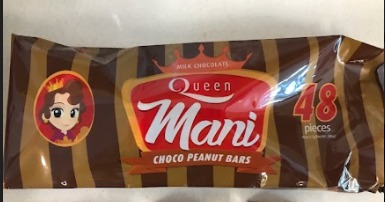 MILK CHOCOLATE
Queen
Mani
CHOCO PEANUT BARS
48
pieces